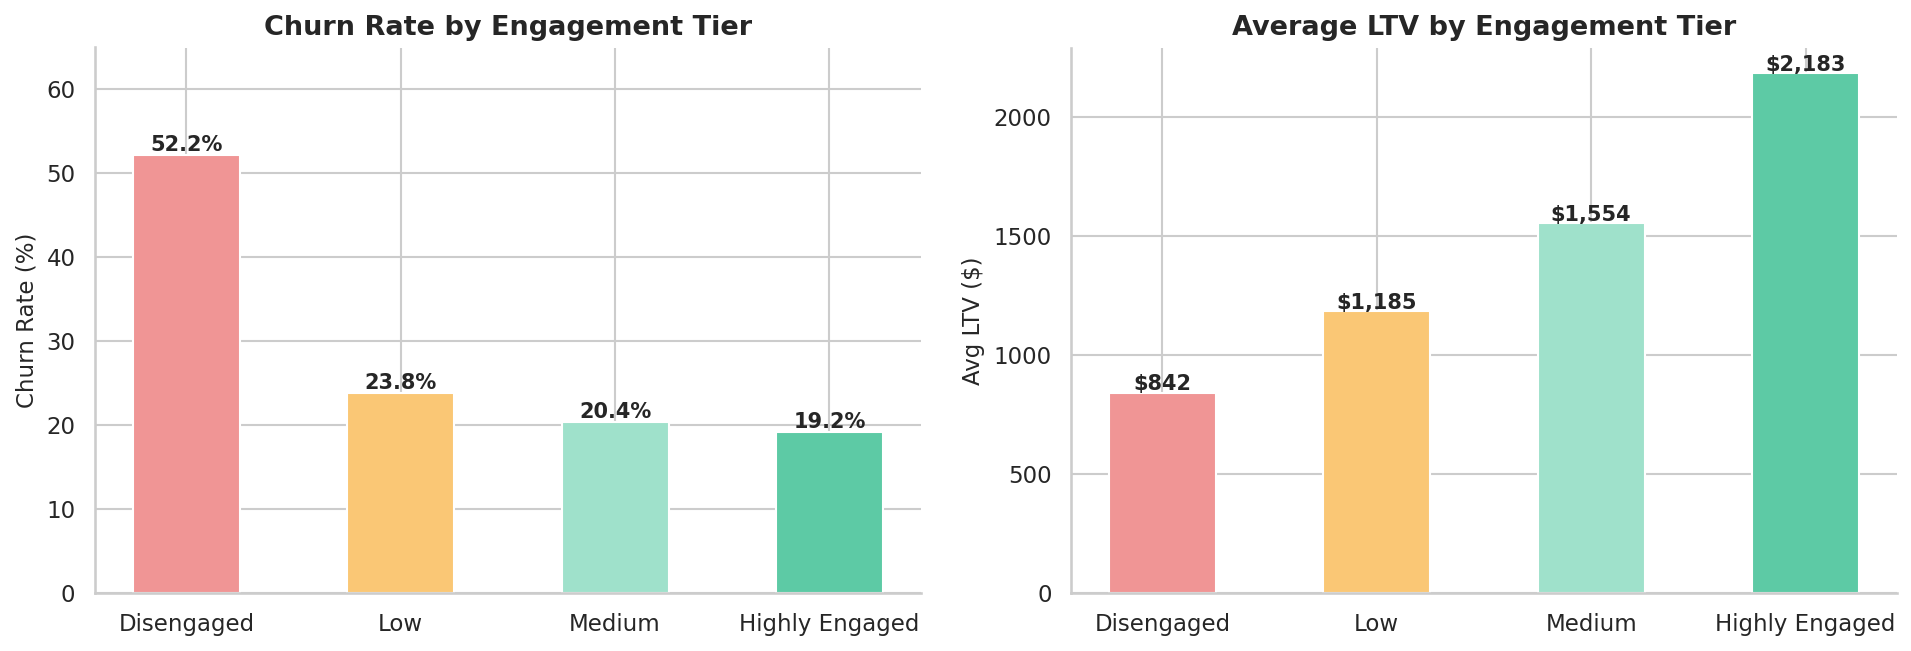 Churn Rate by Engagement Tier
Churn Rate (%)
60
50
40
30
20
10
0
52.2%
23.8%
20.4%
19.2%
Disengaged
Low
Medium
Highly Engaged
Average LTV by Engagement Tier
Avg LTV ($)
2000
1500
1000
500
0
$842
$1,185
$1,554
$2,183
Disengaged
Low
Medium
Highly Engaged